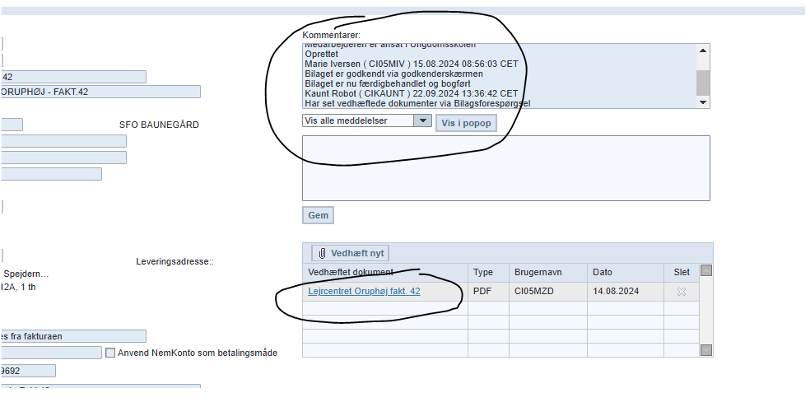 Kommentarer:
Medarbejderen er ansat i Ungdomsskolen
Oprettet
Marie Iversen ( CI05MIV ) 15.08.2024 08:56:03 CET
Bilaget er godkendt via godkenderskærmen
Bilaget er nu færdigbehandlet og bogført
Kaunt Robot ( CIKAUNT ) 22.09.2024 13:36:42 CET
Har set vedhæftede dokumenter via Bilagsforespørgsel
42
ORUPHØJ - FAKT.42
SFO BAUNEGÅRD
Vis alle meddelelser
Vis i popop
Gem
Leveringsadresse::
Spejdern...
I2A, 1 th
Vedhæft nyt
Vedhæftet dokument Type Brugernavn Dato Slet
Lejrcentret Oruphøj fakt. 42 PDF CI05MZD 14.08.2024
es fra fakturaen
Anvend NemKonto som betalingsmåde
9692